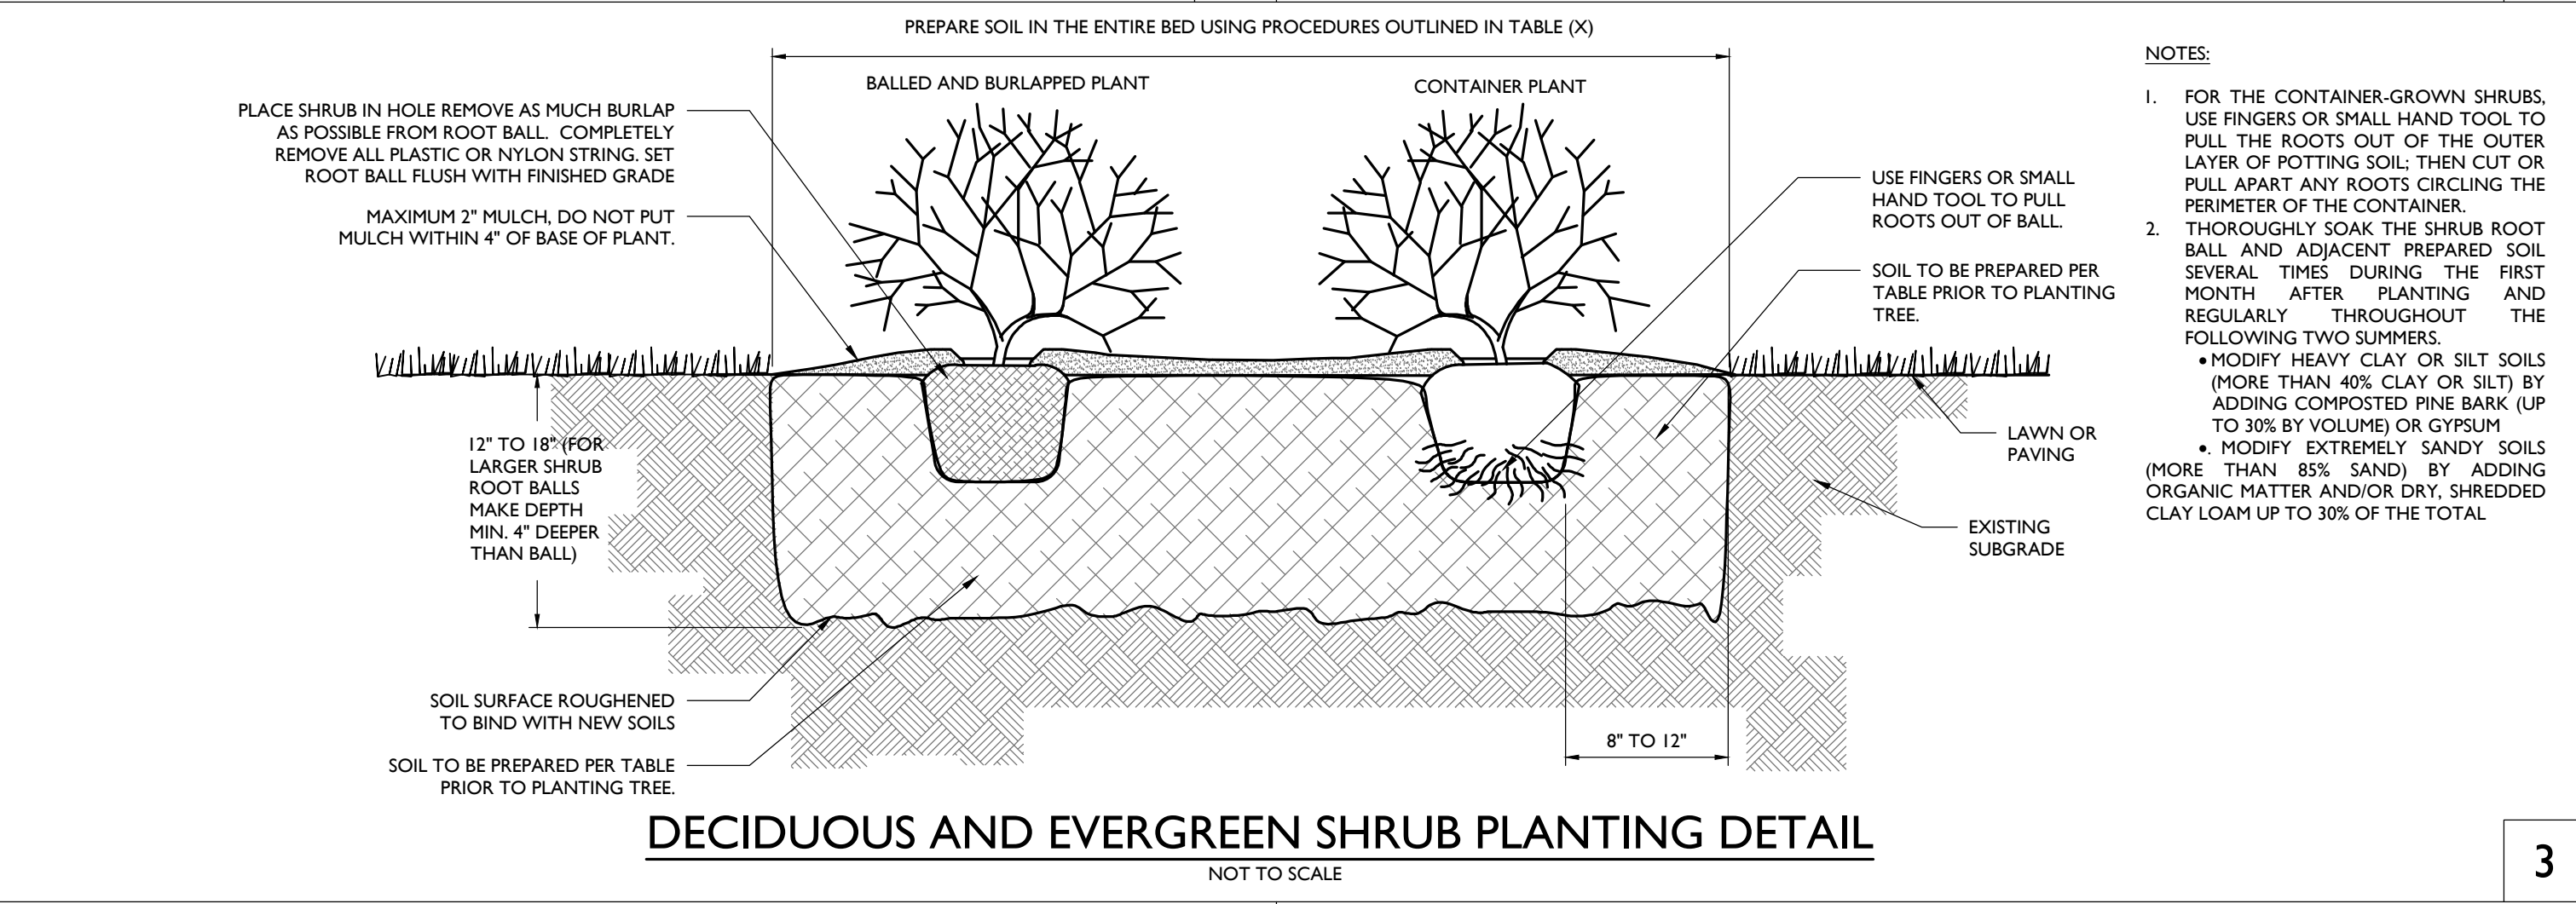 PREPARE SOIL IN THE ENTIRE BED USING PROCEDURES OUTLINED IN TABLE (X)
BALLED AND BURLAPPED PLANT
CONTAINER PLANT
PLACE SHRUB IN HOLE REMOVE AS MUCH BURLAP
AS POSSIBLE FROM ROOT BALL. COMPLETELY
REMOVE ALL PLASTIC OR NYLON STRING. SET
ROOT BALL FLUSH WITH FINISHED GRADE
MAXIMUM 2" MULCH, DO NOT PUT
MULCH WITHIN 4" OF BASE OF PLANT.
12" TO 18" (FOR
LARGER SHRUB
ROOT BALLS
MAKE DEPTH
MIN. 4" DEEPER
THAN BALL)
SOIL SURFACE ROUGHENED
TO BIND WITH NEW SOILS
SOIL TO BE PREPARED PER TABLE
PRIOR TO PLANTING TREE.
USE FINGERS OR SMALL
HAND TOOL TO PULL
ROOTS OUT OF BALL.
SOIL TO BE PREPARED PER
TABLE PRIOR TO PLANTING
TREE.
LAWN OR
PAVING
EXISTING
SUBGRADE
8" TO 12"
NOTES:
1. FOR THE CONTAINER-GROWN SHRUBS,
USE FINGERS OR SMALL HAND TOOL TO
PULL THE ROOTS OUT OF THE OUTER
LAYER OF POTTING SOIL; THEN CUT OR
PULL APART ANY ROOTS CIRCLING THE
PERIMETER OF THE CONTAINER.
2. THOROUGHLY SOAK THE SHRUB ROOT
BALL AND ADJACENT PREPARED SOIL
SEVERAL TIMES DURING THE FIRST
MONTH AFTER PLANTING AND
REGULARLY THROUGHOUT THE
FOLLOWING TWO SUMMERS.
• MODIFY HEAVY CLAY OR SILT SOILS
(MORE THAN 40% CLAY OR SILT) BY
ADDING COMPOSTED PINE BARK (UP
TO 30% BY VOLUME) OR GYPSUM
•. MODIFY EXTREMELY SANDY SOILS
(MORE THAN 85% SAND) BY ADDING
ORGANIC MATTER AND/OR DRY, SHREDDED
CLAY LOAM UP TO 30% OF THE TOTAL
DECIDUOUS AND EVERGREEN SHRUB PLANTING DETAIL
NOT TO SCALE
3